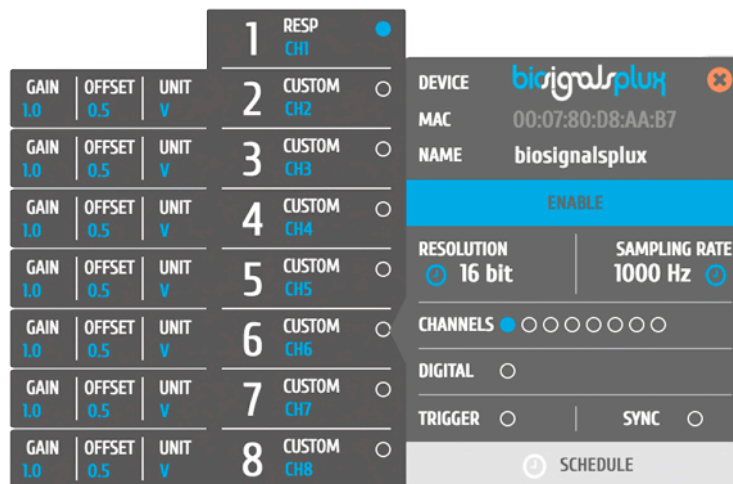 1 RESP
CH1
GAIN OFFSET UNIT 2 CUSTOM
1.0 0.5 V CH2
GAIN OFFSET UNIT 3 CUSTOM
1.0 0.5 V CH3
GAIN OFFSET UNIT 4 CUSTOM
1.0 0.5 V CH4
GAIN OFFSET UNIT 5 CUSTOM
1.0 0.5 V CH5
GAIN OFFSET UNIT 6 CUSTOM
1.0 0.5 V CH6
GAIN OFFSET UNIT 7 CUSTOM
1.0 0.5 V CH7
GAIN OFFSET UNIT 8 CUSTOM
1.0 0.5 V CH8
DEVICE biosignalsplux
MAC 00:07:80:D8:AA:B7
NAME biosignalsplux
ENABLE
RESOLUTION SAMPLING RATE
16 bit 1000 Hz
CHANNELS
DIGITAL
TRIGGER SYNC
SCHEDULE